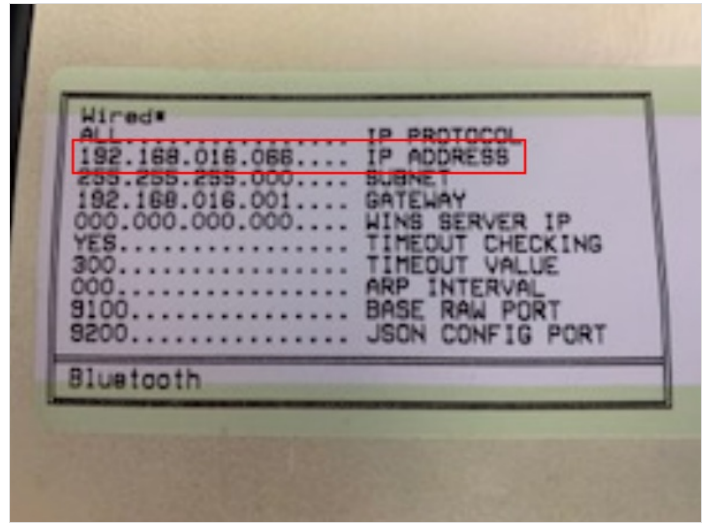 Wired*
ALL................. IP PROTOCOL
192.168.016.066.... IP ADDRESS
255.255.255.000.... SUBNET
192.168.016.001.... GATEWAY
000.000.000.000.... WINS SERVER IP
YES................ TIMEOUT CHECKING
300................ TIMEOUT VALUE
000................ ARP INTERVAL
9100............... BASE RAW PORT
9200............... JSON CONFIG PORT
Bluetooth